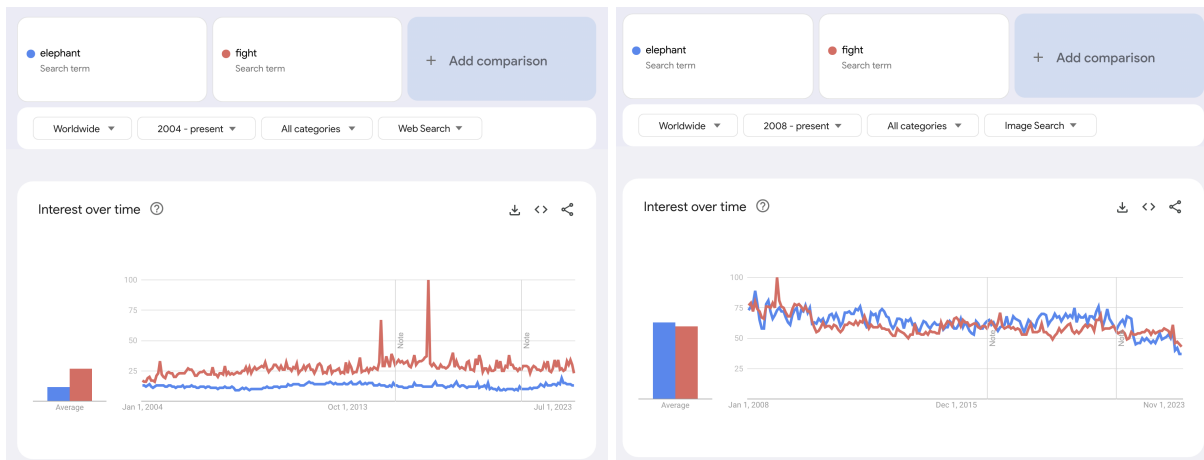 elephant
Search term
fight
Search term
+ Add comparison
Worldwide
2004 - present
All categories
Web Search
Interest over time
?
100
75
50
25
Note
Note
Average
Jan 1, 2004
Oct 1, 2013
Jul 1, 2023
elephant
Search term
fight
Search term
+ Add comparison
Worldwide
2008 - present
All categories
Image Search
Interest over time
?
100
75
50
25
Note
Note
Average
Jan 1, 2008
Dec 1, 2015
Nov 1, 2023